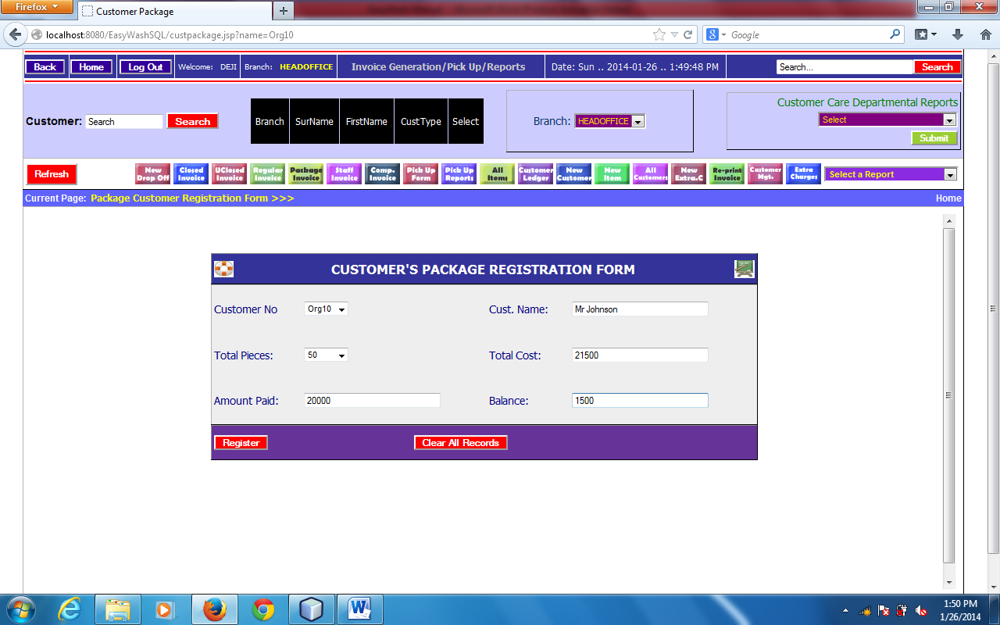 Firefox
Customer Package
localhost:8080/EasyWashSQL/custpackage.jsp?name=Org10
Google
Back
Home
Log Out
Welcome: DEJI
Branch: HEADOFFICE
Invoice Generation/Pick Up/Reports
Date: Sun .. 2014-01-26 .. 1:49:48 PM
Search...
Search
Customer:
Search
Search
Branch
SurName
FirstName
CustType
Select
Branch:
HEADOFFICE
Customer Care Departmental Reports
Select
Submit
Refresh
New
Drop Off
Closed
Invoice
UClosed
Invoice
Regular
Invoice
Package
Invoice
Staff
Invoice
Comp.
Invoice
Pick Up
Form
Pick Up
Reports
All
Items
Customer
Ledger
New
Customer
New
Item
All
Customers
New
Extra.C
Re-print
Invoice
Customer
Mgt.
Extra
Charges
Select a Report
Current Page: Package Customer Registration Form >>>
Home
CUSTOMER'S PACKAGE REGISTRATION FORM
Customer No
Org10
Cust. Name:
Mr Johnson
Total Pieces:
50
Total Cost:
21500
Amount Paid:
20000
Balance:
1500
Register
Clear All Records
1:50 PM
1/26/2014